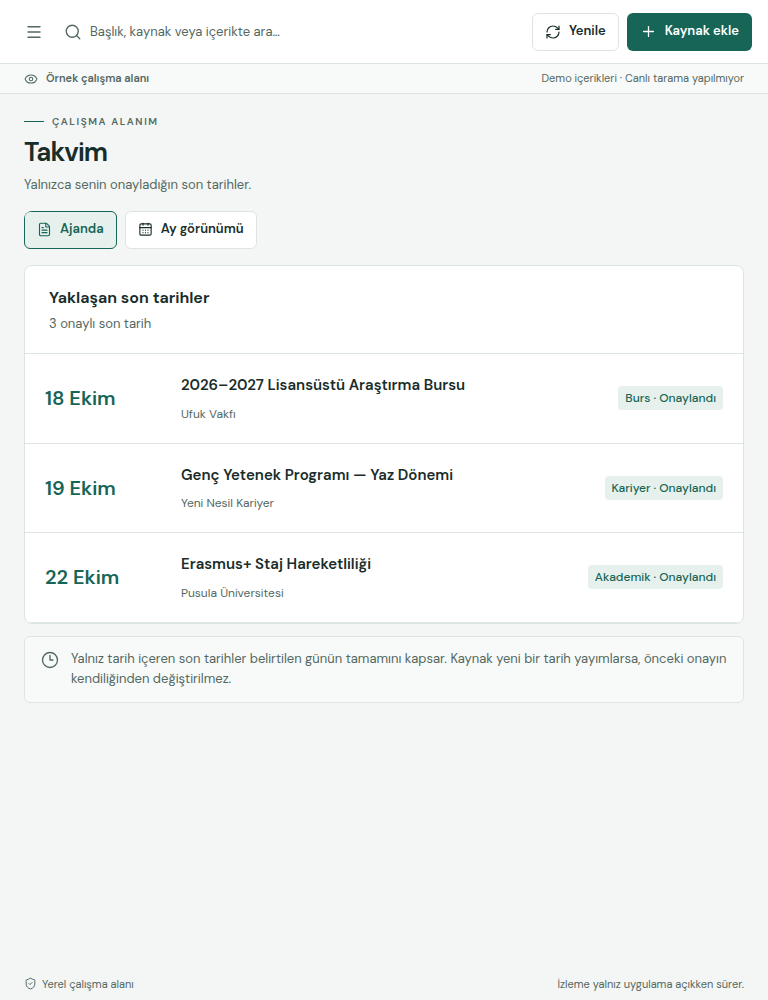 Başlık, kaynak veya içerikte ara...
Yenile
Kaynak ekle
Örnek çalışma alanı
Demo içerikleri · Canlı tarama yapılmıyor
ÇALIŞMA ALANIM
Takvim
Yalnızca senin onayladığın son tarihler.
Ajanda
Ay görünümü
Yaklaşan son tarihler
3 onaylı son tarih
18 Ekim
2026–2027 Lisansüstü Araştırma Bursu
Ufuk Vakfı
Burs · Onaylandı
19 Ekim
Genç Yetenek Programı — Yaz Dönemi
Yeni Nesil Kariyer
Kariyer · Onaylandı
22 Ekim
Erasmus+ Staj Hareketliliği
Pusula Üniversitesi
Akademik · Onaylandı
Yalnız tarih içeren son tarihler belirtilen günün tamamını kapsar. Kaynak yeni bir tarih yayımlarsa, önceki onayın
kendiliğinden değiştirilmez.
Yerel çalışma alanı
İzleme yalnız uygulama açıkken sürer.